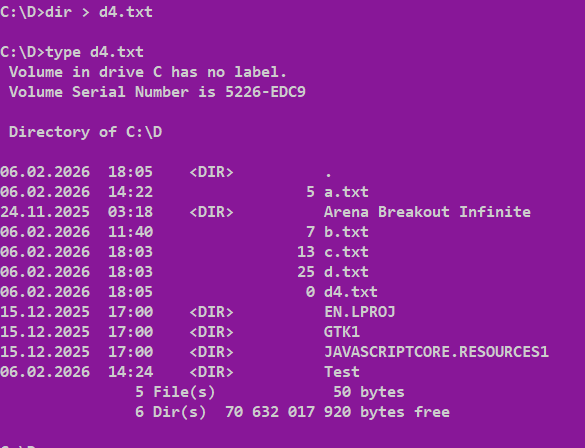 C:\D>dir > d4.txt
C:\D>type d4.txt
 Volume in drive C has no label.
 Volume Serial Number is 5226-EDC9
 Directory of C:\D
06.02.2026  18:05    <DIR>          .
06.02.2026  14:22                 5 a.txt
24.11.2025  03:18    <DIR>          Arena Breakout Infinite
06.02.2026  11:40                 7 b.txt
06.02.2026  18:03                13 c.txt
06.02.2026  18:03                25 d.txt
06.02.2026  18:05                 0 d4.txt
15.12.2025  17:00    <DIR>          EN.LPROJ
15.12.2025  17:00    <DIR>          GTK1
15.12.2025  17:00    <DIR>          JAVASCRIPTCORE.RESOURCES1
06.02.2026  14:24    <DIR>          Test
               5 File(s)             50 bytes
               6 Dir(s)  70 632 017 920 bytes free